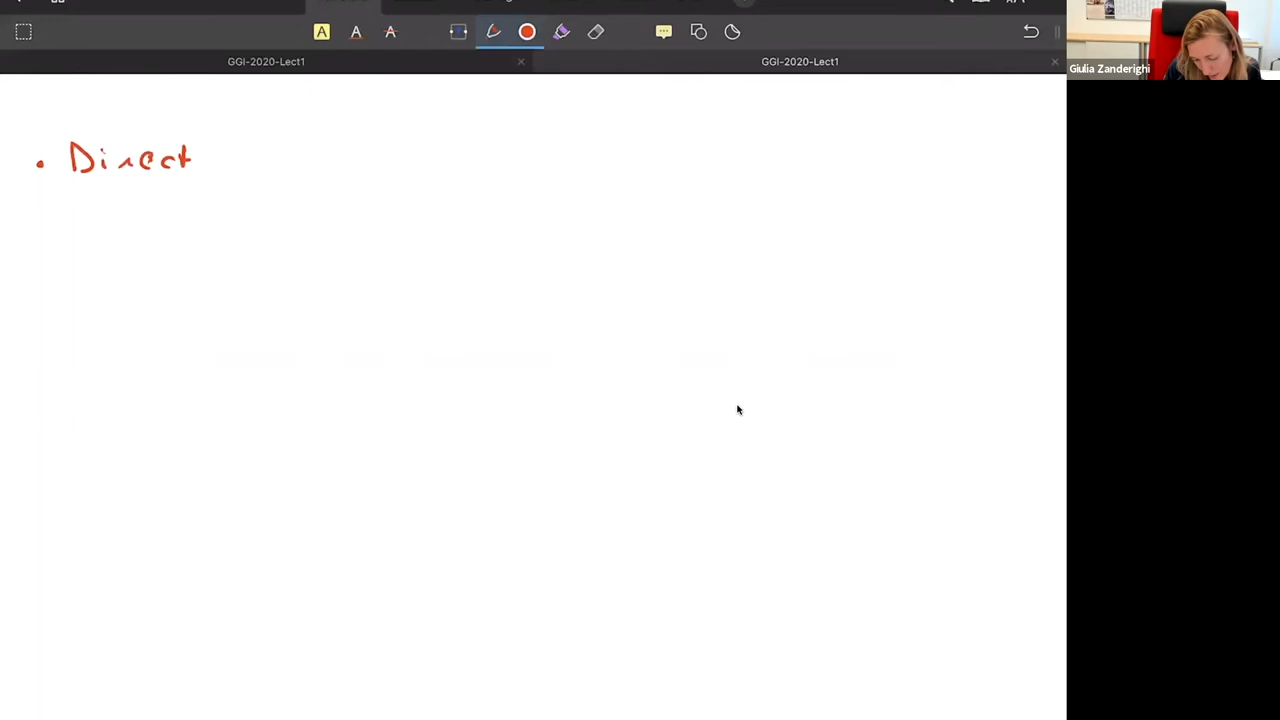 A A A
GGI-2020-Lect1 × GGI-2020-Lect1 ×
Giulia Zanderighi
• Direct